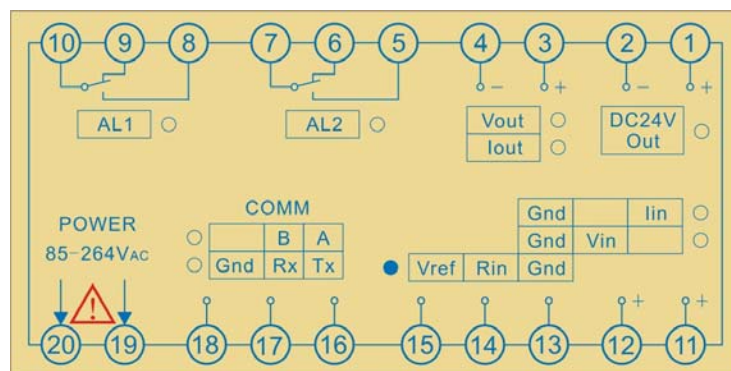 10 9 8 7 6 5 4 3 2 1
- + - +
AL1 AL2 Vout DC24V
Iout Out
COMM
POWER Gnd Iin
85-264VAC B A Gnd Vin
Gnd Rx Tx Vref Rin Gnd
! + +
20 19 18 17 16 15 14 13 12 11